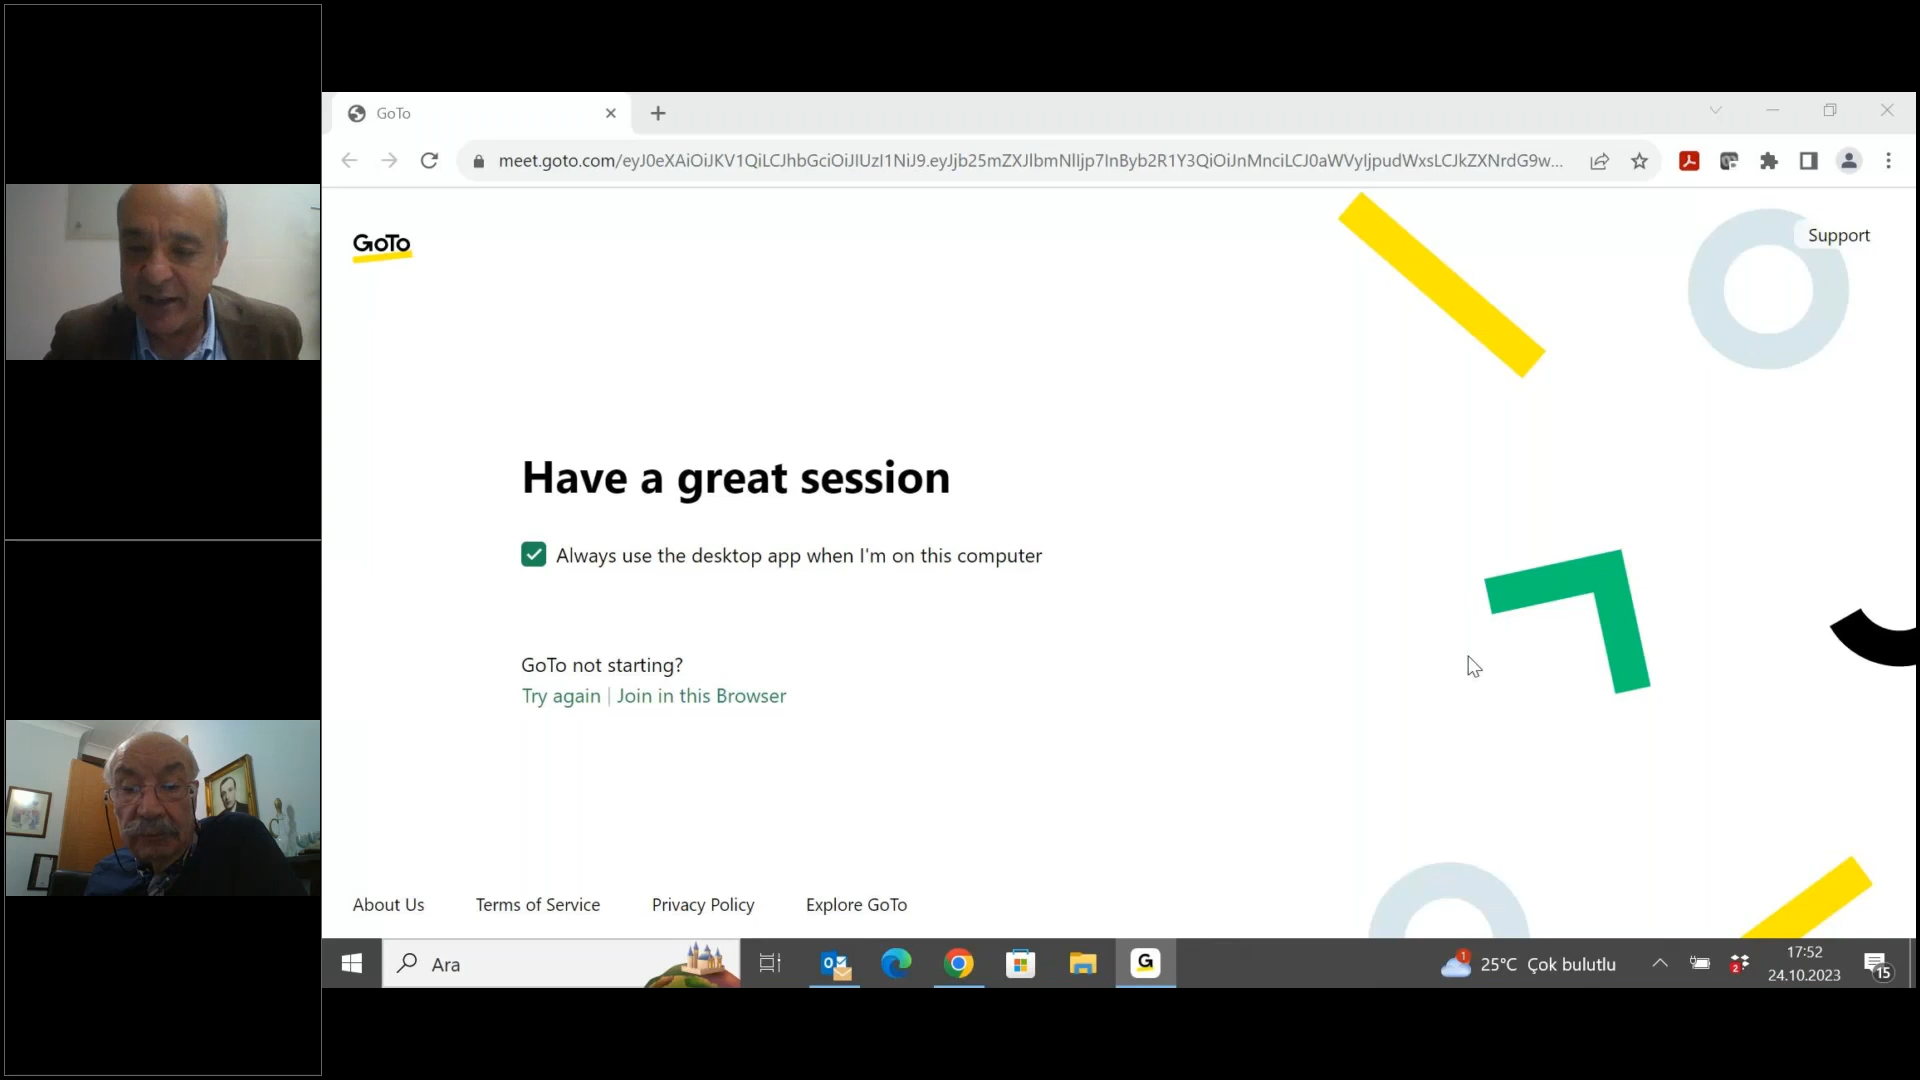 GoTo
meet.goto.com/eyJ0eXAiOiJKV1QiLCJhbGciOiJIUzI1NiJ9.eyJjb25mZXJlbmNlIjp7InByb2R1Y3QiOiJnMnciLCJ0aWVyIjpudWxsLCJkZXNrdG9w...
GoTo
Support
Have a great session
Always use the desktop app when I'm on this computer
GoTo not starting?
Try again | Join in this Browser
About Us Terms of Service Privacy Policy Explore GoTo
Ara
1
25°C Çok bulutlu
2
17:52
24.10.2023
15